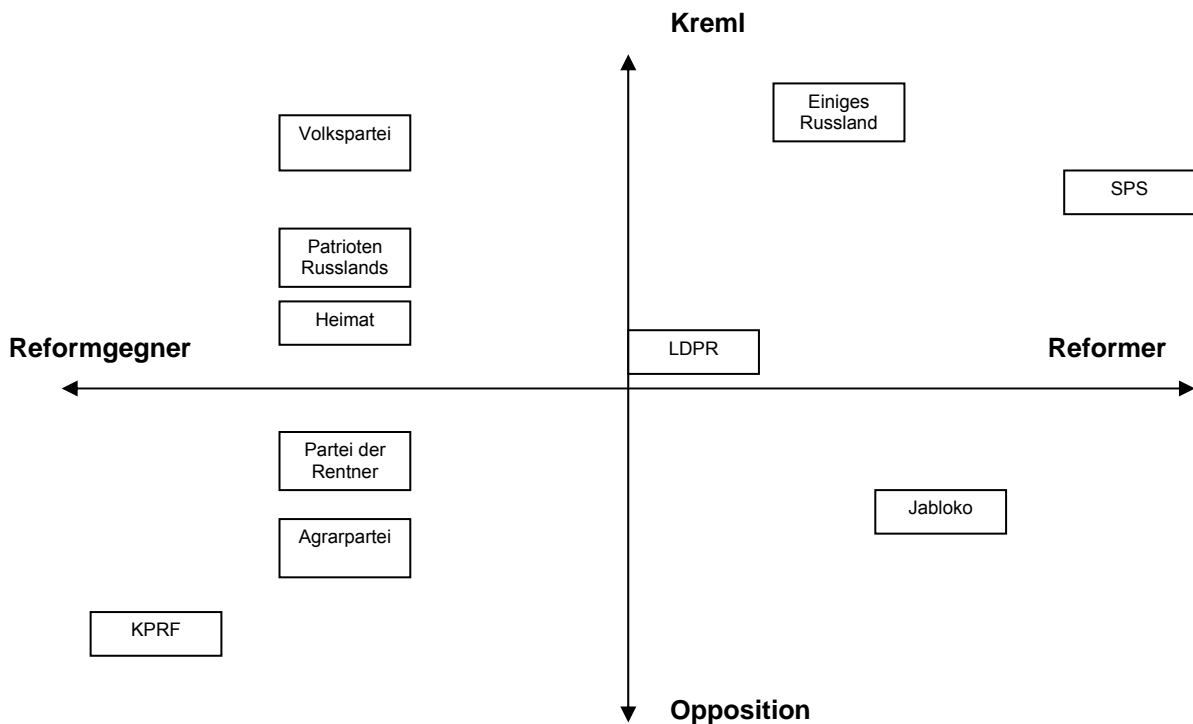 Kreml
Einiges
Russland
Volkspartei
SPS
Patrioten
Russlands
Heimat
Reformgegner
LDPR
Reformer
Partei der
Rentner
Jabloko
Agrarpartei
KPRF
Opposition